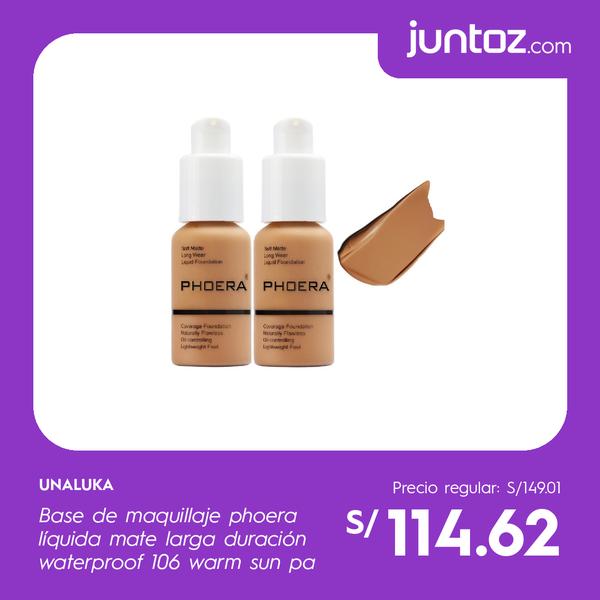 juntoz.com
Soft Matte
Long Wear
Liquid Foundation
PHOERA
Coverage Foundation
Naturally Flawless
Oil-controlling
Lightweight Feel
Soft Matte
Long Wear
Liquid Foundation
PHOERA
Coverage Foundation
Naturally Flawless
Oil-controlling
Lightweight Feel
UNALUKA
Base de maquillaje phoera
líquida mate larga duración
waterproof 106 warm sun pa
Precio regular: S/149.01
S/114.62